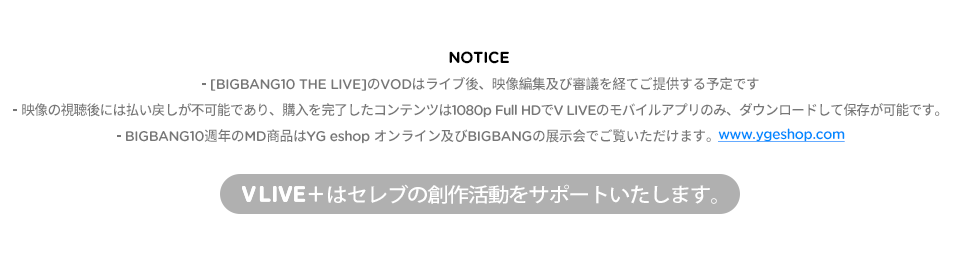 NOTICE
- [BIGBANG10 THE LIVE]のVODはライブ後、映像編集及び審議を経てご提供する予定です
- 映像の視聴後には払い戻しが不可能であり、購入を完了したコンテンツは1080p Full HDでV LIVEのモバイルアプリのみ、ダウンロードして保存が可能です。
- BIGBANG10週年のMD商品はYG eshop オンライン及びBIGBANGの展示会でご覧いただけます。www.ygeshop.com
V LIVE+はセレブの創作活動をサポートいたします。